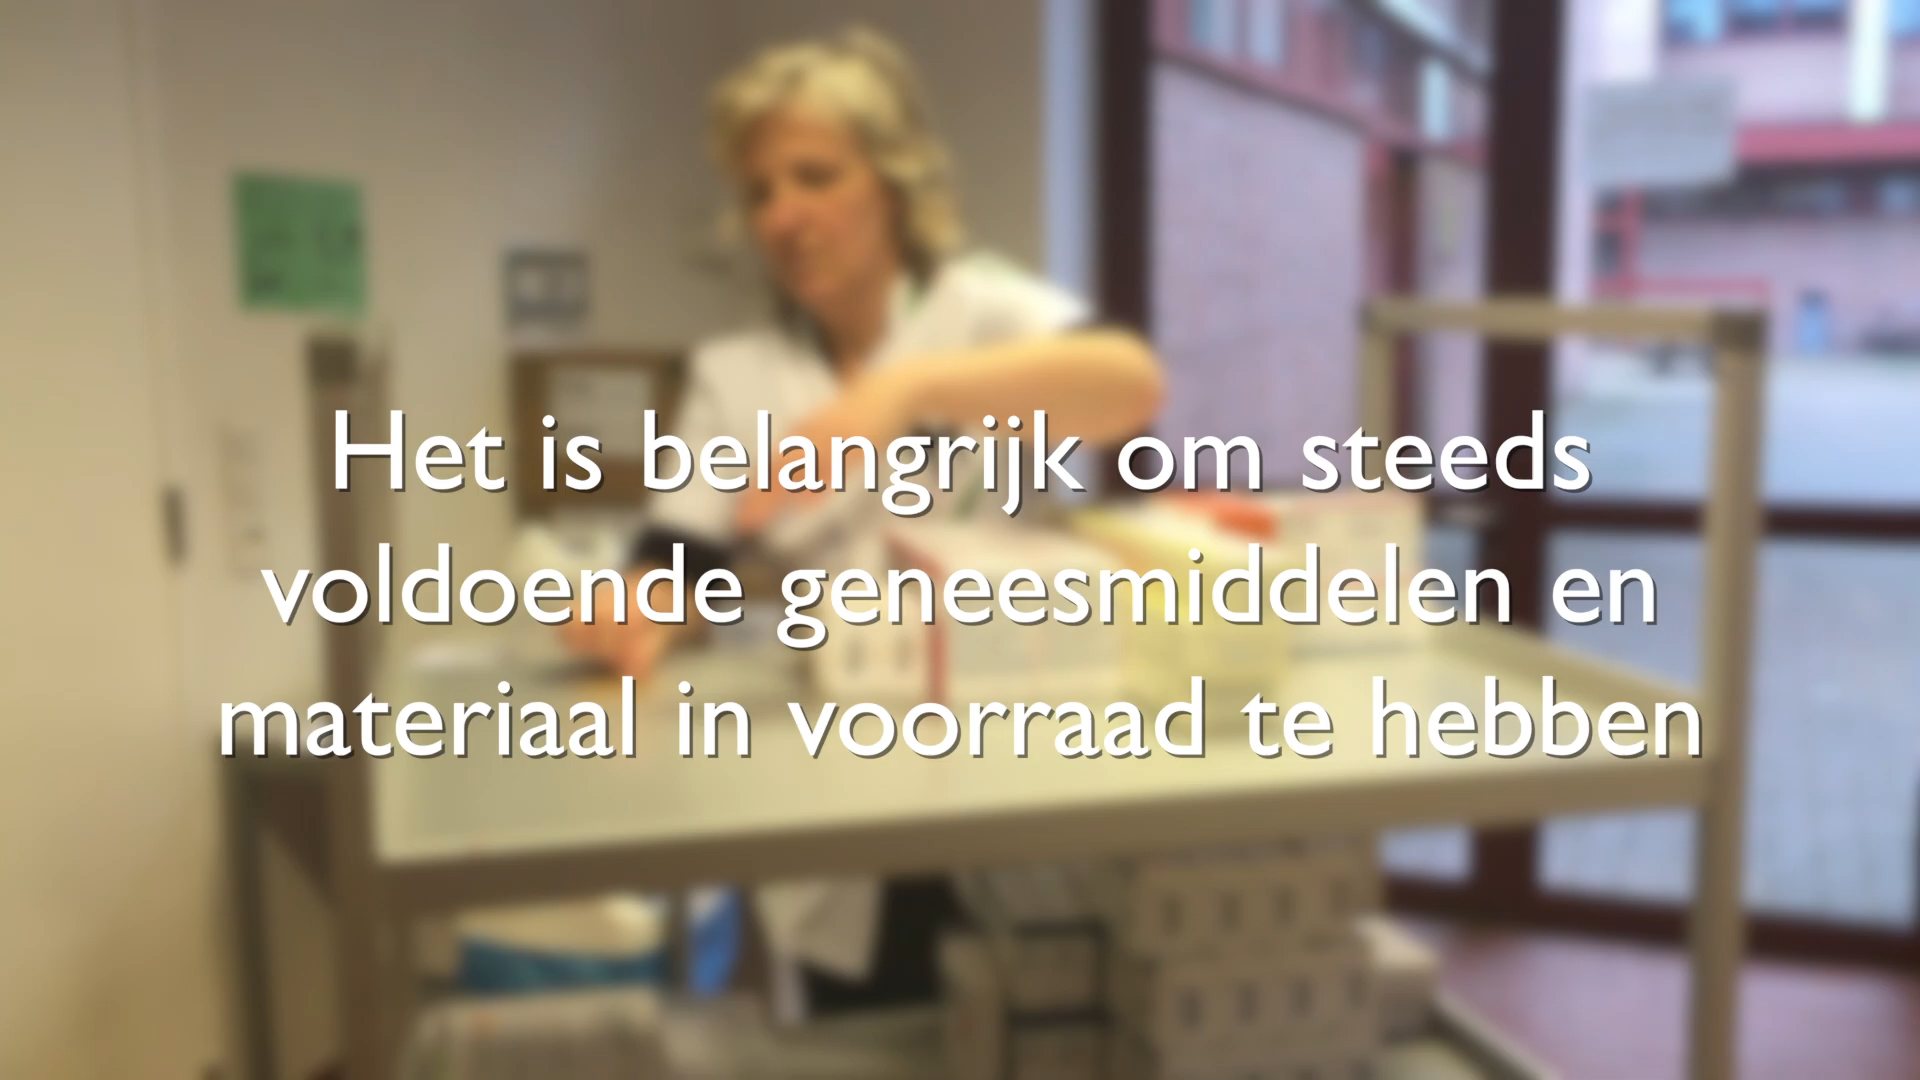 Het is belangrijk om steeds
voldoende geneesmiddelen en
materiaal in voorraad te hebben